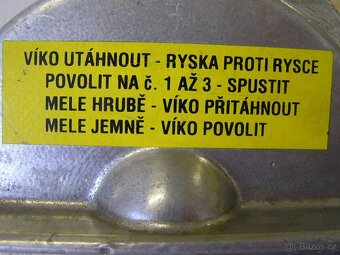 VÍKO UTÁHNOUT - RYSKA PROTI RYSCE
POVOLIT NA č. 1 AŽ 3 - SPUSTIT
MELE HRUBĚ - VÍKO PŘITÁHNOUT
MELE JEMNĚ - VÍKO POVOLIT
Bazos.cz